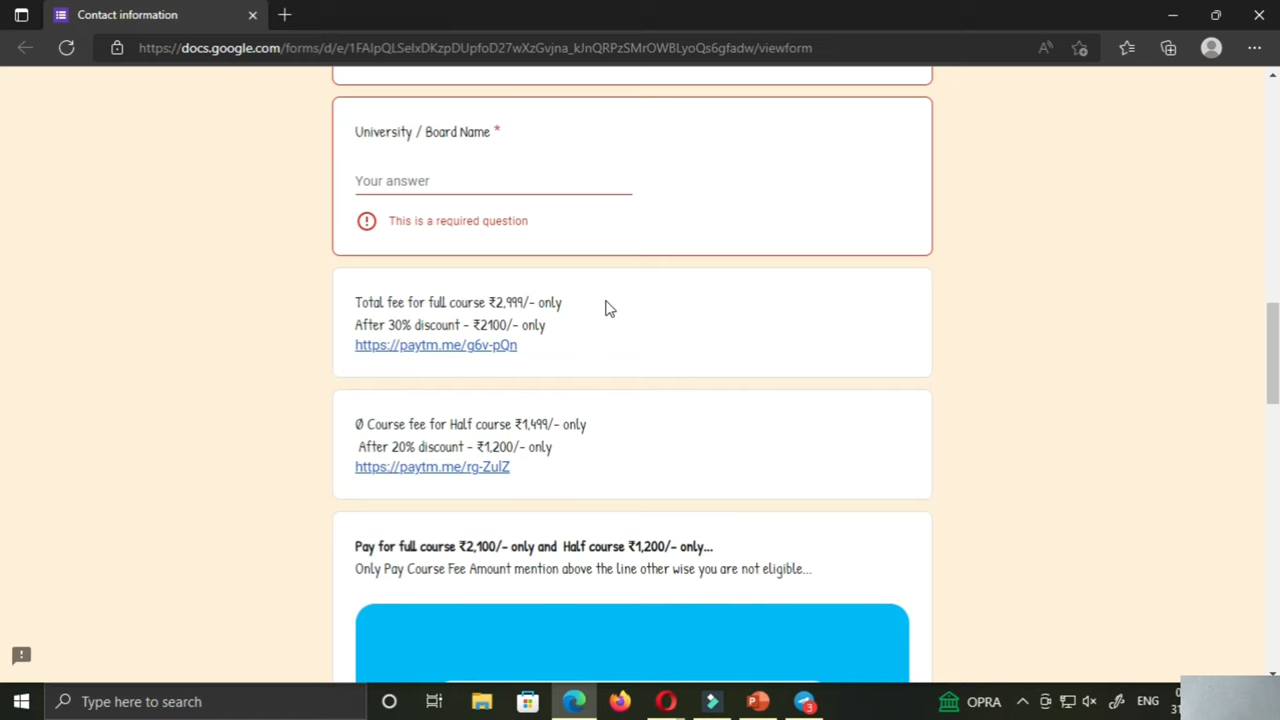 Contact information
https://docs.google.com/forms/d/e/1FAIpQLSelxDKzpDUpfoD27wXzGvjna_kJnQRPzSMrOWBLyoQs6gfadw/viewform
University / Board Name *
Your answer
This is a required question
Total fee for full course ₹2,999/- only
After 30% discount - ₹2100/- only
https://paytm.me/g6v-pQn
Ø Course fee for Half course ₹1,499/- only
After 20% discount - ₹1,200/- only
https://paytm.me/rg-ZulZ
Pay for full course ₹2,100/- only and Half course ₹1,200/- only...
Only Pay Course Fee Amount mention above the line other wise you are not eligible...
Type here to search
3
OPRA
ENG